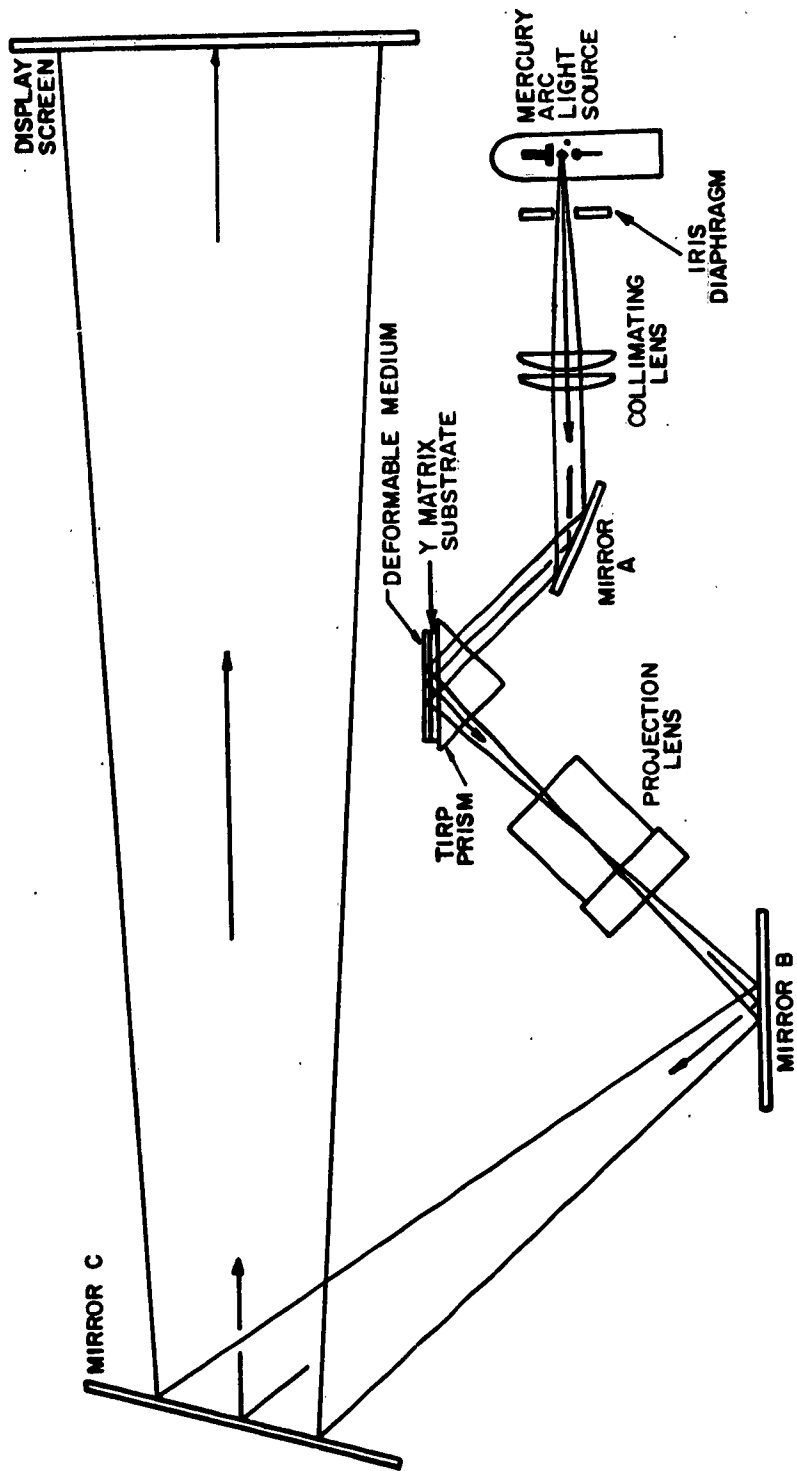 DISPLAY
SCREEN
MERCURY
ARC
LIGHT
SOURCE
IRIS
DIAPHRAGM
COLLIMATING
LENS
DEFORMABLE MEDIUM
Y MATRIX
SUBSTRATE
MIRROR
A
TIRP
PRISM
PROJECTION
LENS
MIRROR B
MIRROR C